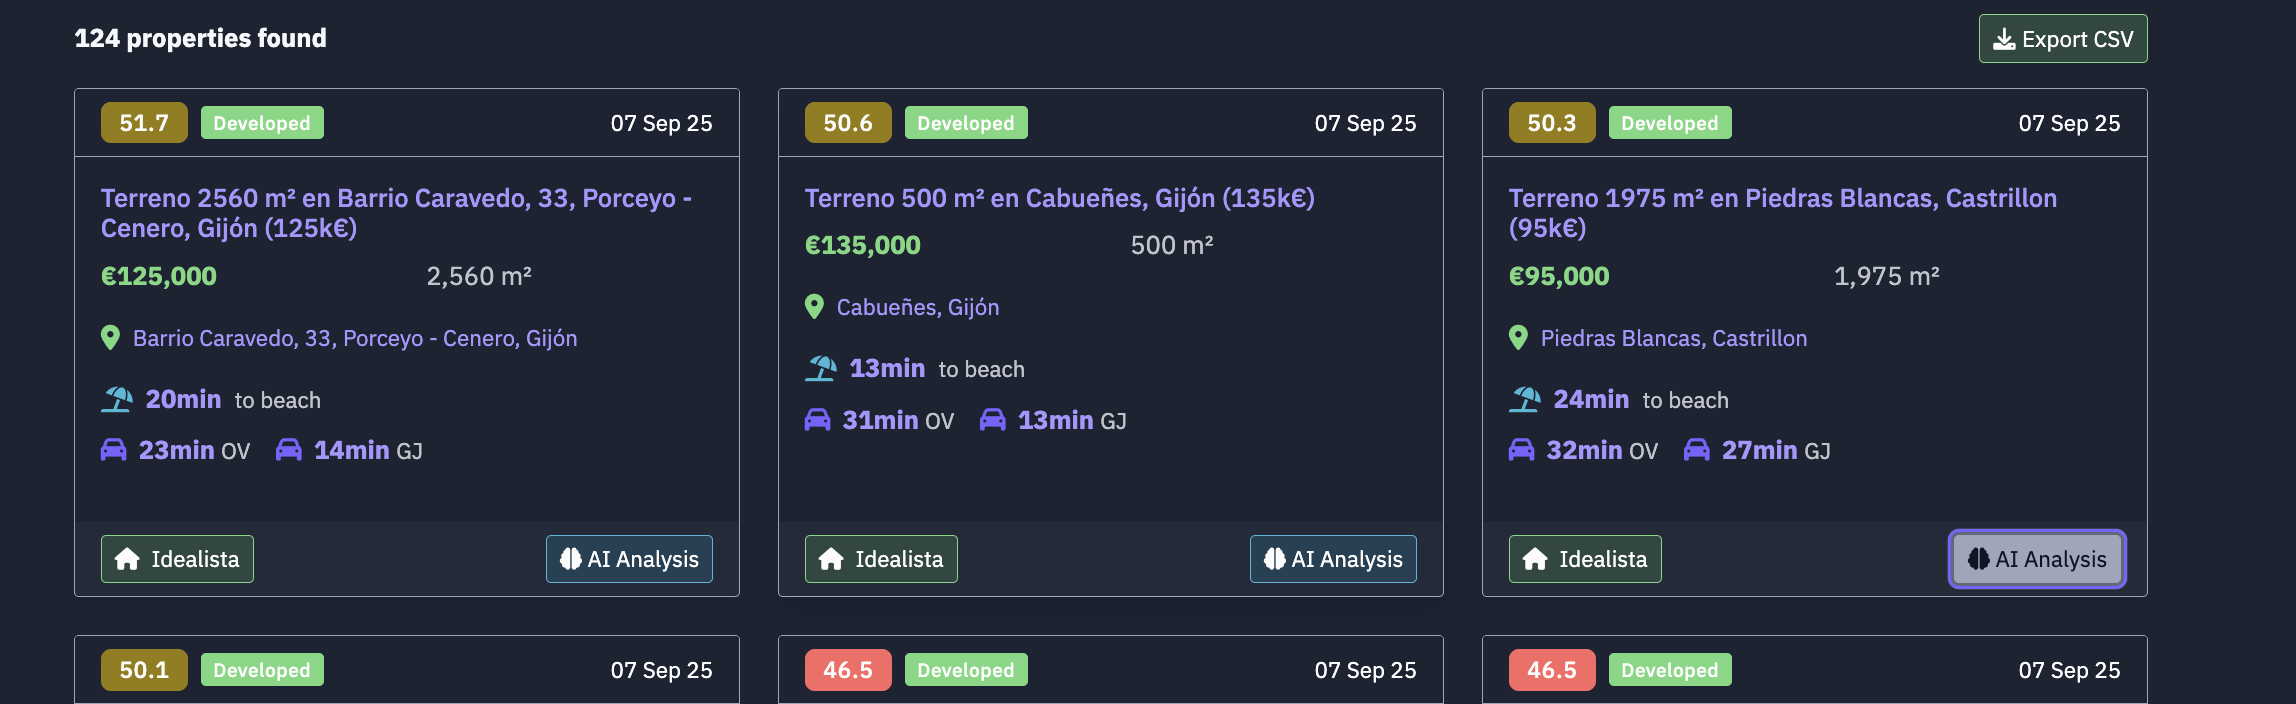 124 properties found
Export CSV
51.7 Developed 07 Sep 25
Terreno 2560 m² en Barrio Caravedo, 33, Porceyo -
Cenero, Gijón (125k€)
€125,000 2,560 m²
Barrio Caravedo, 33, Porceyo - Cenero, Gijón
20min to beach
23min OV 14min GJ
Idealista AI Analysis
50.6 Developed 07 Sep 25
Terreno 500 m² en Cabueñes, Gijón (135k€)
€135,000 500 m²
Cabueñes, Gijón
13min to beach
31min OV 13min GJ
Idealista AI Analysis
50.3 Developed 07 Sep 25
Terreno 1975 m² en Piedras Blancas, Castrillon
(95k€)
€95,000 1,975 m²
Piedras Blancas, Castrillon
24min to beach
32min OV 27min GJ
Idealista AI Analysis
50.1 Developed 07 Sep 25
46.5 Developed 07 Sep 25
46.5 Developed 07 Sep 25